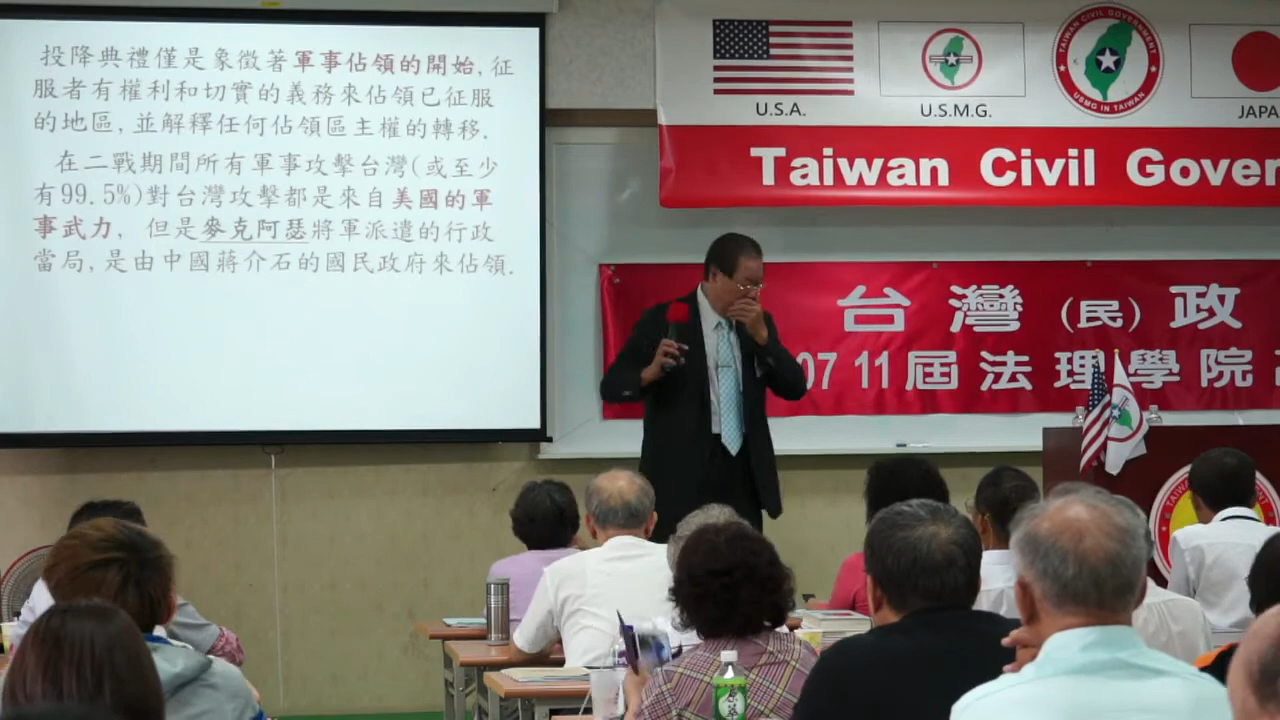 投降典禮僅是象徵著軍事佔領的開始, 征
服者有權利和切實的義務來佔領已征服
的地區, 並解釋任何佔領區主權的轉移.
在二戰期間所有軍事攻擊台灣(或至少
有99.5%)對台灣攻擊都是來自美國的軍
事武力, 但是麥克阿瑟將軍派遣的行政
當局, 是由中國蔣介石的國民政府來佔領.
TAIWAN CIVIL GOVERNMENT
USMG IN TAIWAN
U.S.A.
U.S.M.G.
JAPA
Taiwan Civil Gover
台灣(民)政
07 11屆法理學院